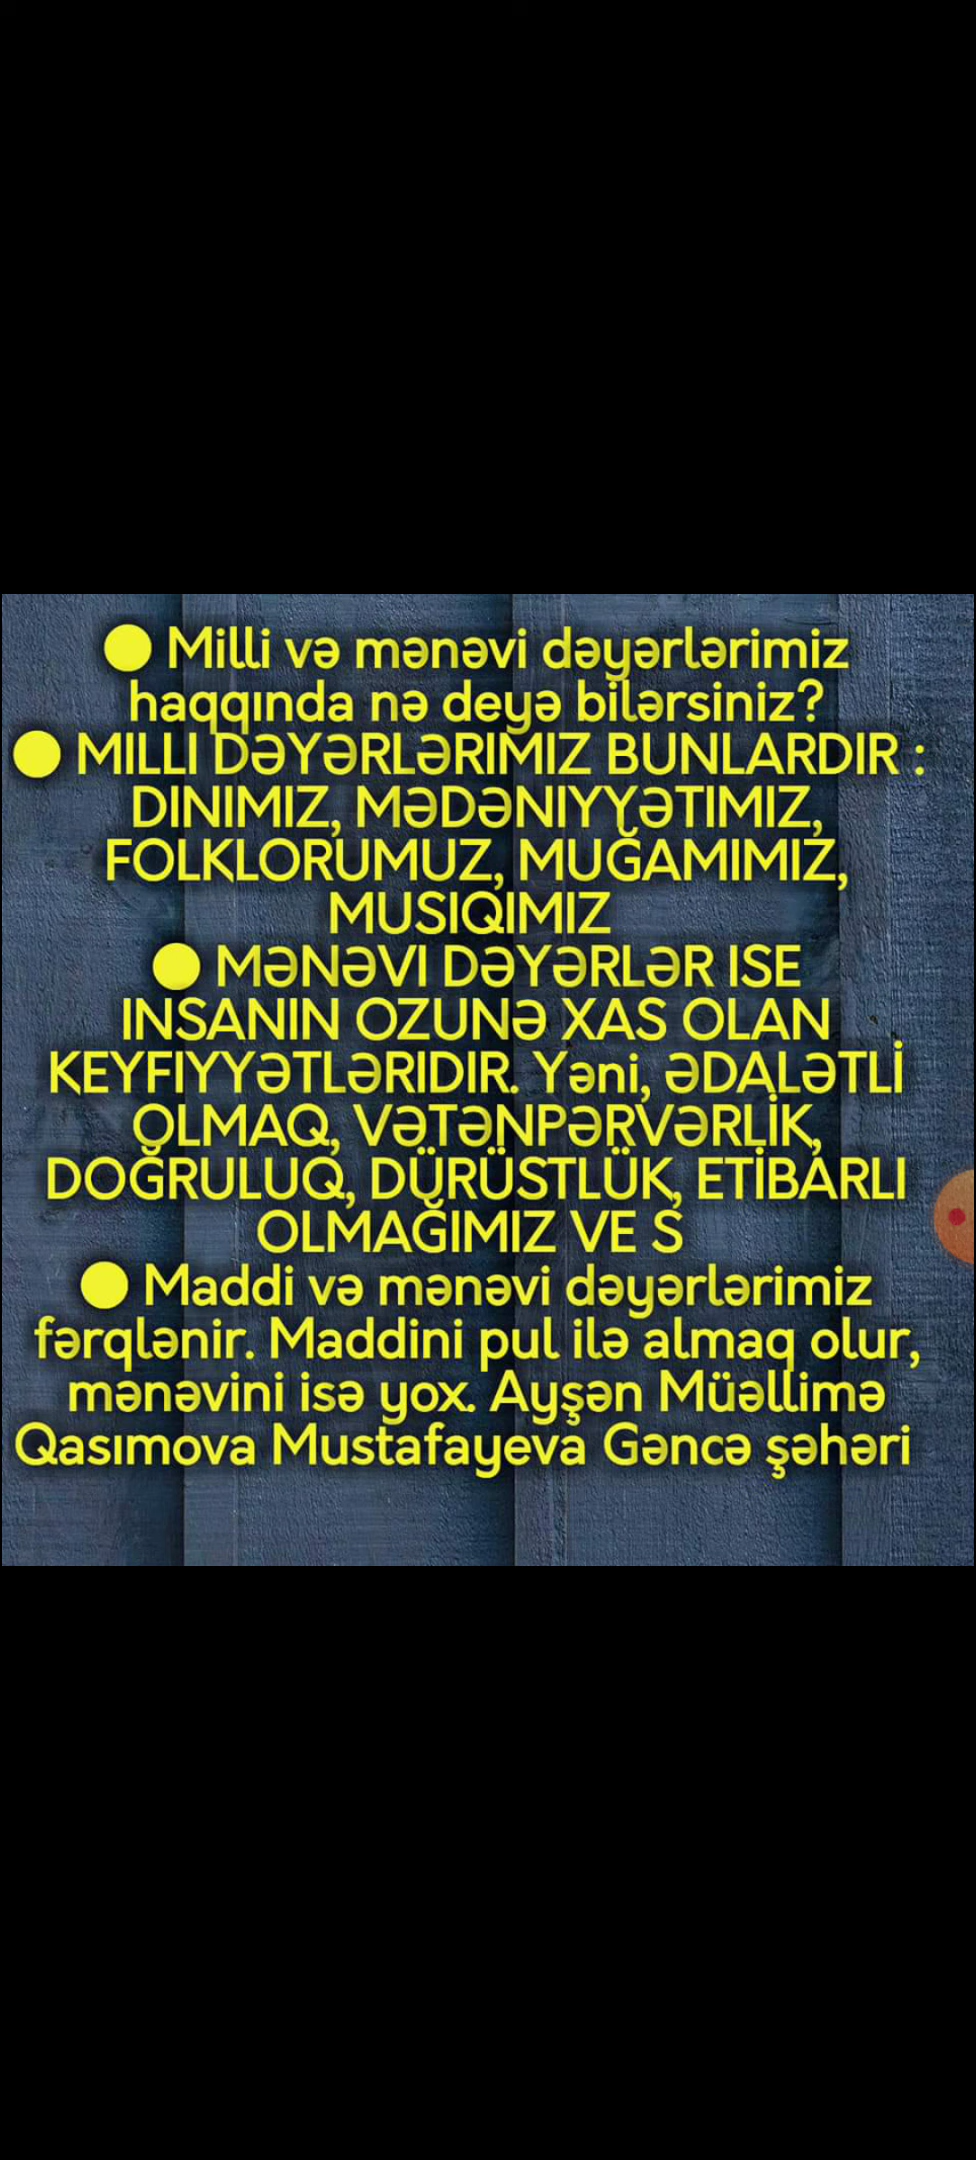 ● Milli və mənəvi dəyərlərimiz
haqqında nə deyə bilərsiniz?
● MILLI DƏYƏRLƏRIMIZ BUNLARDIR :
DINIMIZ, MƏDƏNIYYƏTIMIZ,
FOLKLORUMUZ, MUĞAMIMIZ,
MUSIQIMIZ
● MƏNƏVI DƏYƏRLƏR ISE
INSANIN OZUNƏ XAS OLAN
KEYFIYYƏTLƏRIDIR. Yəni, ƏDALƏTLİ
OLMAQ, VƏTƏNPƏRVƏRLİK,
DOĞRULUQ, DÜRÜSTLÜK, ETİBARLI
OLMAĞIMIZ VE S
● Maddi və mənəvi dəyərlərimiz
fərqlənir. Maddini pul ilə almaq olur,
mənəvini isə yox. Ayşən Müəllimə
Qasımova Mustafayeva Gəncə şəhəri